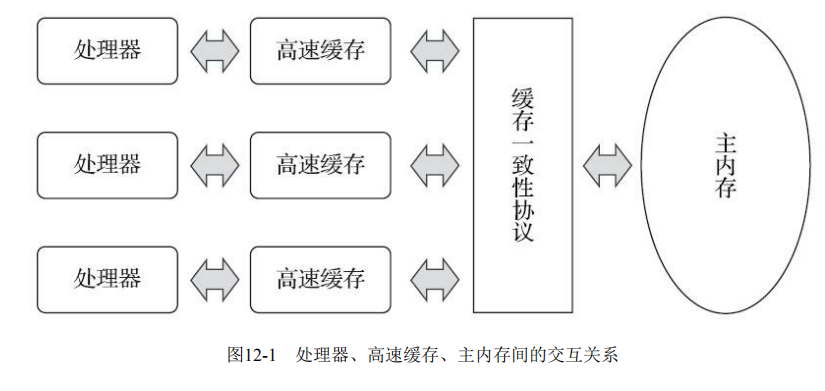 处理器
高速缓存
处理器
高速缓存
处理器
高速缓存
缓存一致性协议
主内存
图12-1 处理器、高速缓存、主内存间的交互关系